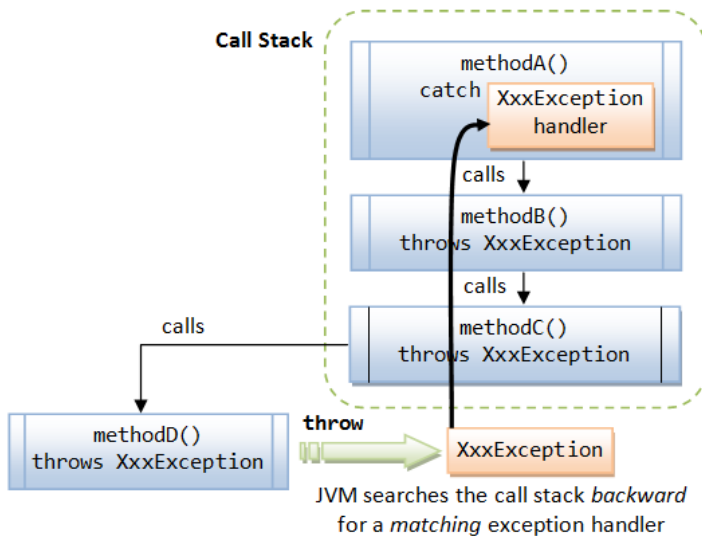 Call Stack
methodA()
catch
XxxException
handler
calls
methodB()
throws XxxException
calls
methodC()
throws XxxException
calls
methodD()
throws XxxException
throw
XxxException
JVM searches the call stack backward
for a matching exception handler